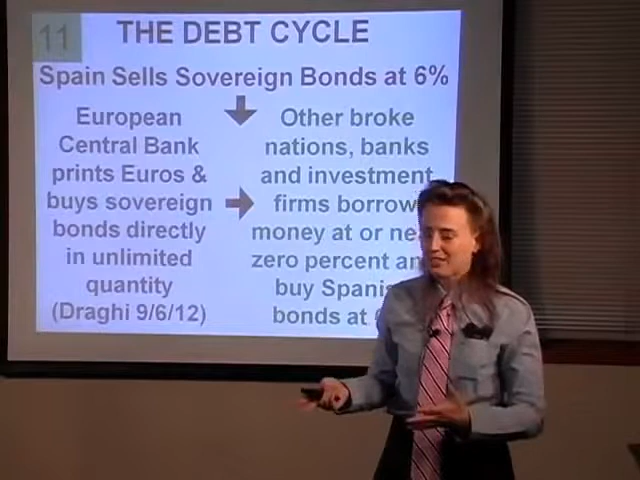 11
THE DEBT CYCLE
Spain Sells Sovereign Bonds at 6%
European
Central Bank
prints Euros &
buys sovereign
bonds directly
in unlimited
quantity
(Draghi 9/6/12)
Other broke
nations, banks
and investment
firms borrow
money at or
zero percent
buy Spanish
bonds at